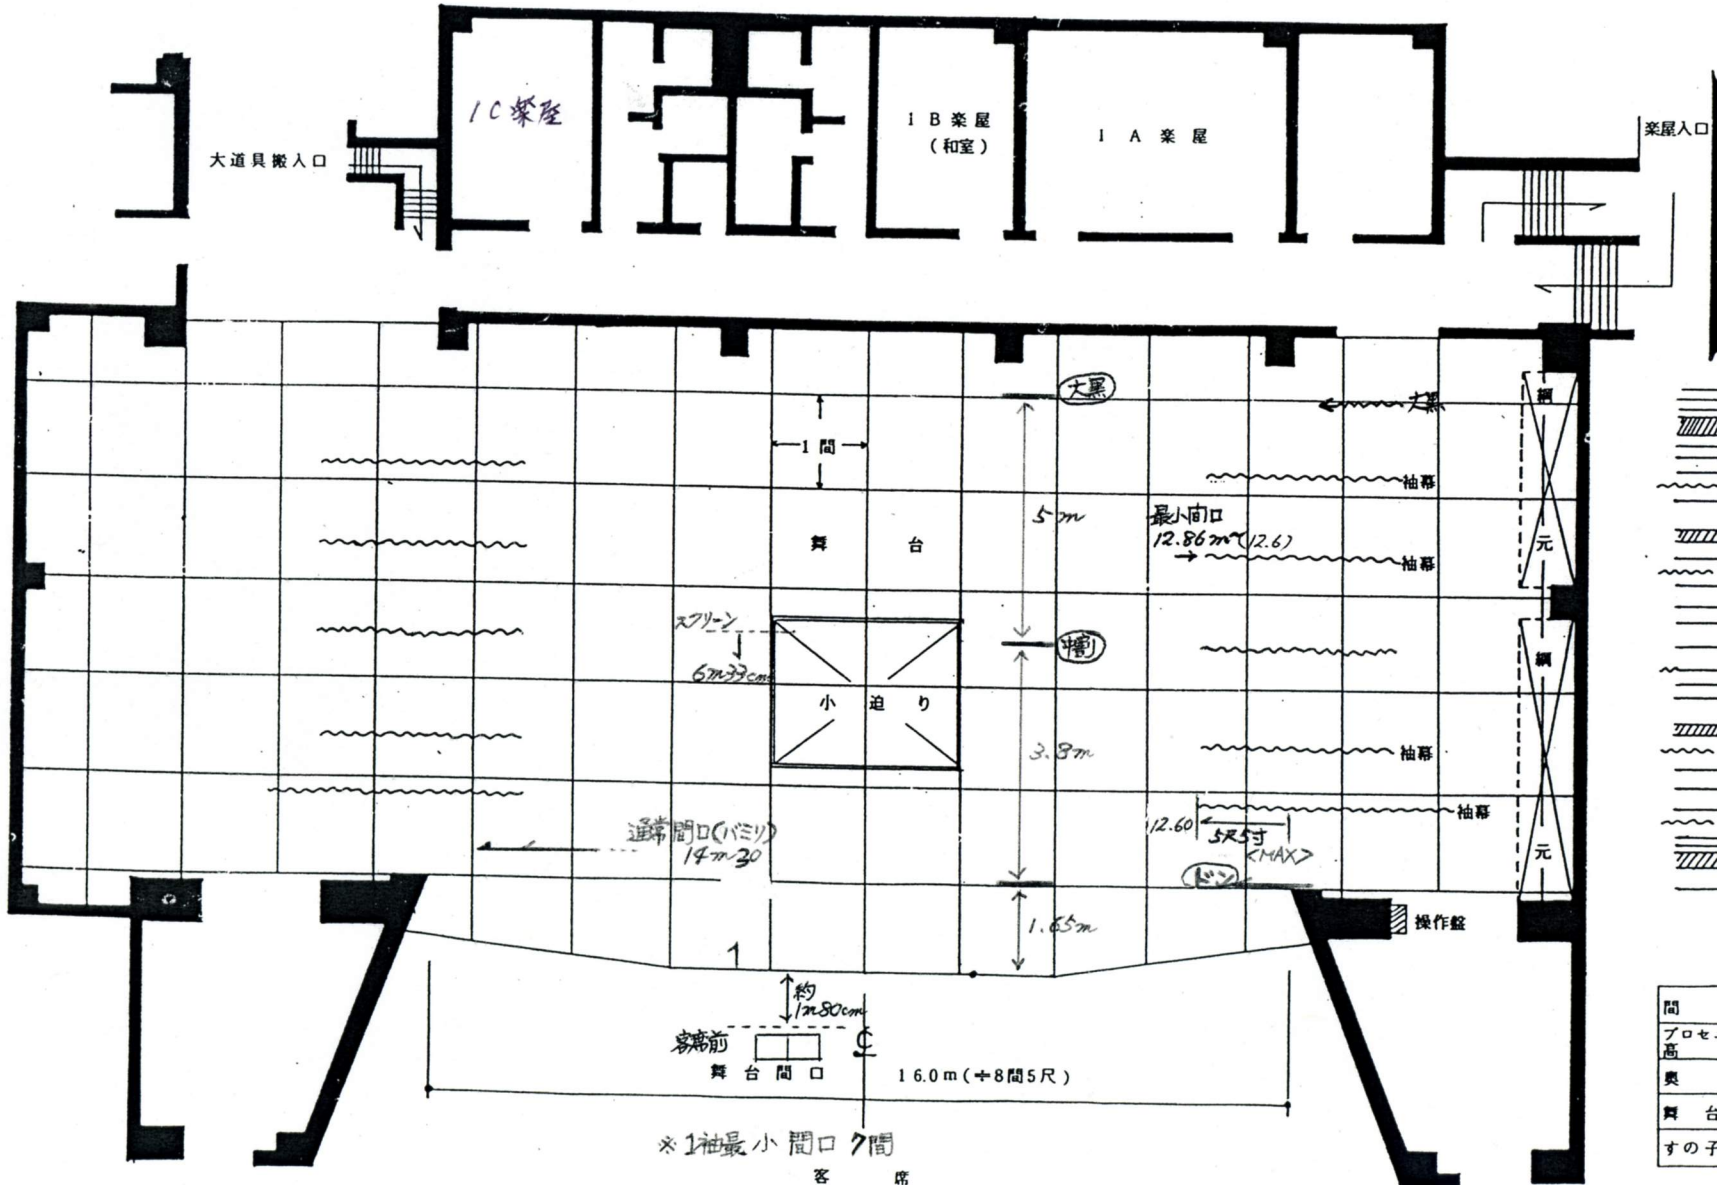 1C楽屋
1 B 楽 屋
(和室)
1 A 楽 屋
楽屋入口
大道具搬入口
大黒
大黒
綱
元
1 間
袖幕
5m
最小間口
12.86m(12.6)
袖幕
舞 台
スクリーン
6m33cm
中割
小 迫 り
綱
元
3.8m
袖幕
袖幕
12.60
5尺5寸
<MAX>
通常間口(バミリ)
14m30
ドン
1.65m
操作盤
約
1m80cm
客席前
C
舞 台 間 口
16.0m(≑8間5尺)
※1袖最小間口 7間
客 席
間
プロセ
高
奥
舞 台
すの子